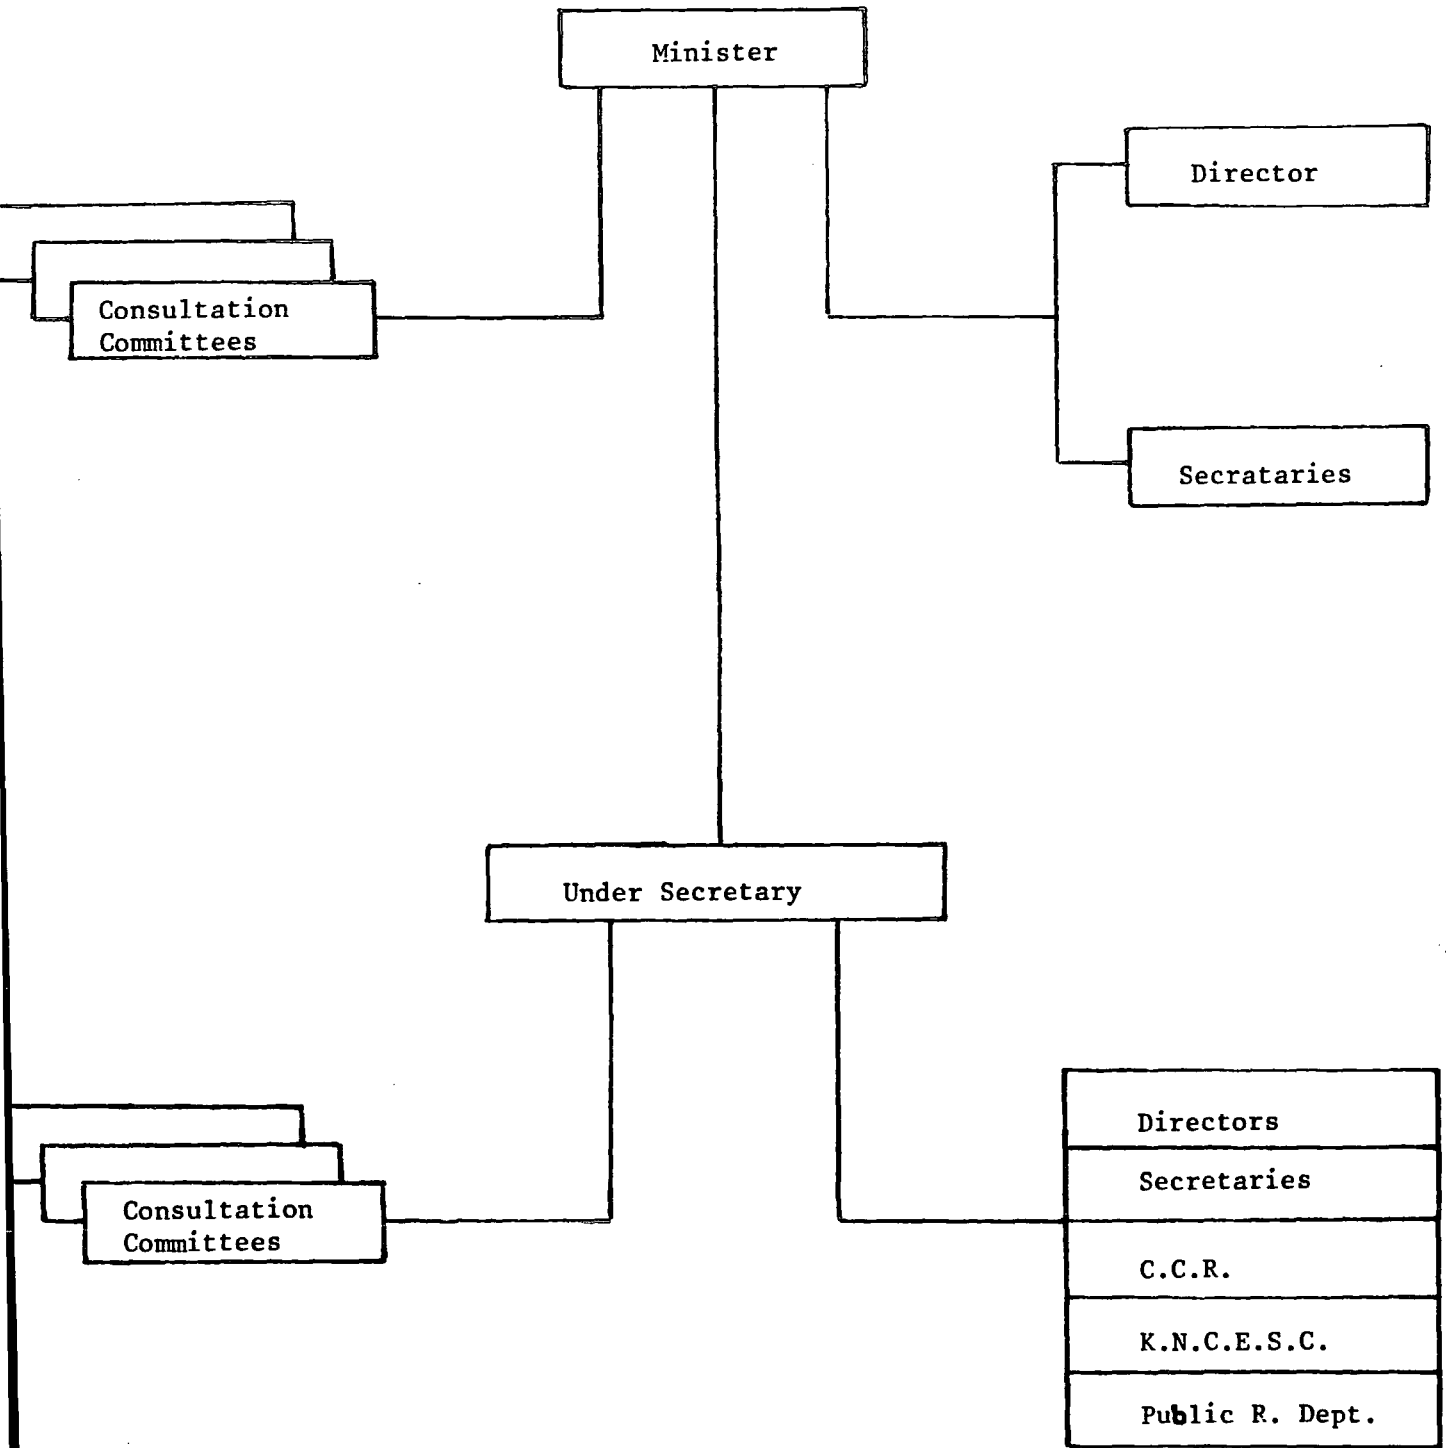 Minister
Director
Consultation
Committees
Secrataries
Under Secretary
Directors
Secretaries
Consultation
Committees
C.C.R.
K.N.C.E.S.C.
Public R. Dept.